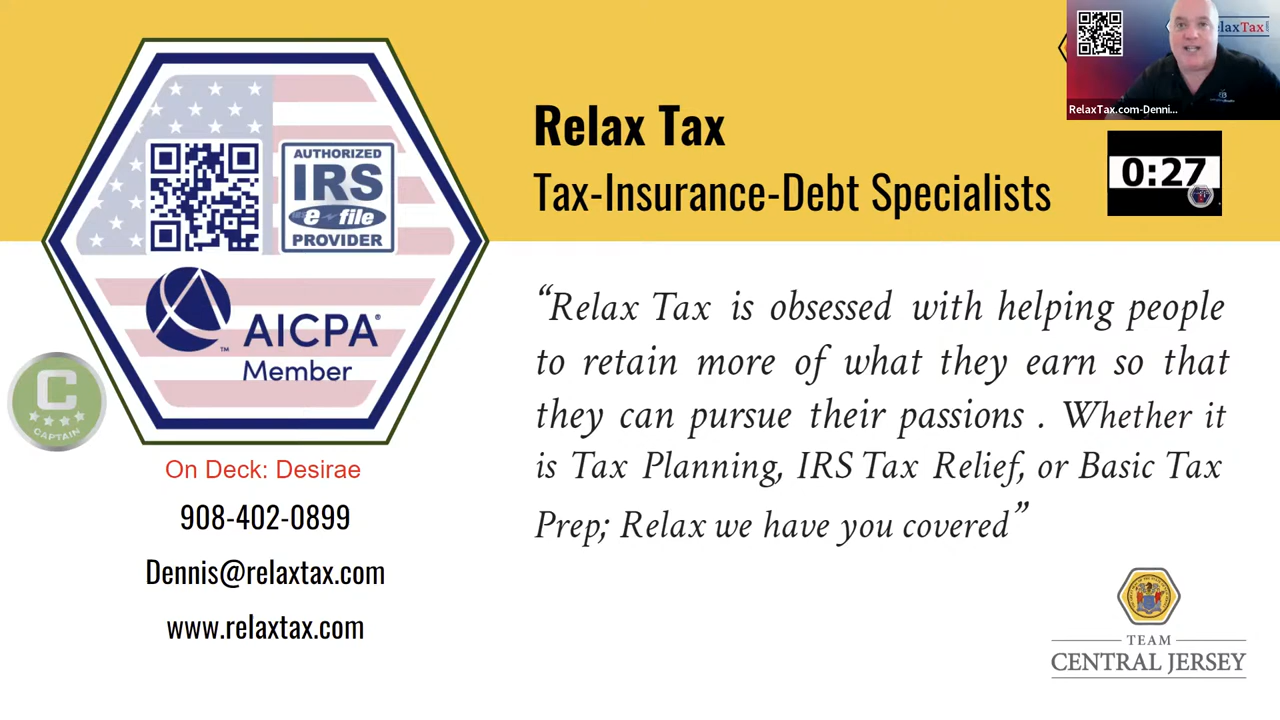 AUTHORIZED
IRS
e file
PROVIDER
AICPA®
™
Member
C
CAPTAIN
On Deck: Desirae
908-402-0899
Dennis@relaxtax.com
www.relaxtax.com
Relax Tax
Tax-Insurance-Debt Specialists
“Relax Tax is obsessed with helping people
to retain more of what they earn so that
they can pursue their passions . Whether it
is Tax Planning, IRS Tax Relief, or Basic Tax
Prep; Relax we have you covered”
laxTax.com
RelaxTax.com-Denni...
0:27
TEAM
CENTRAL JERSEY